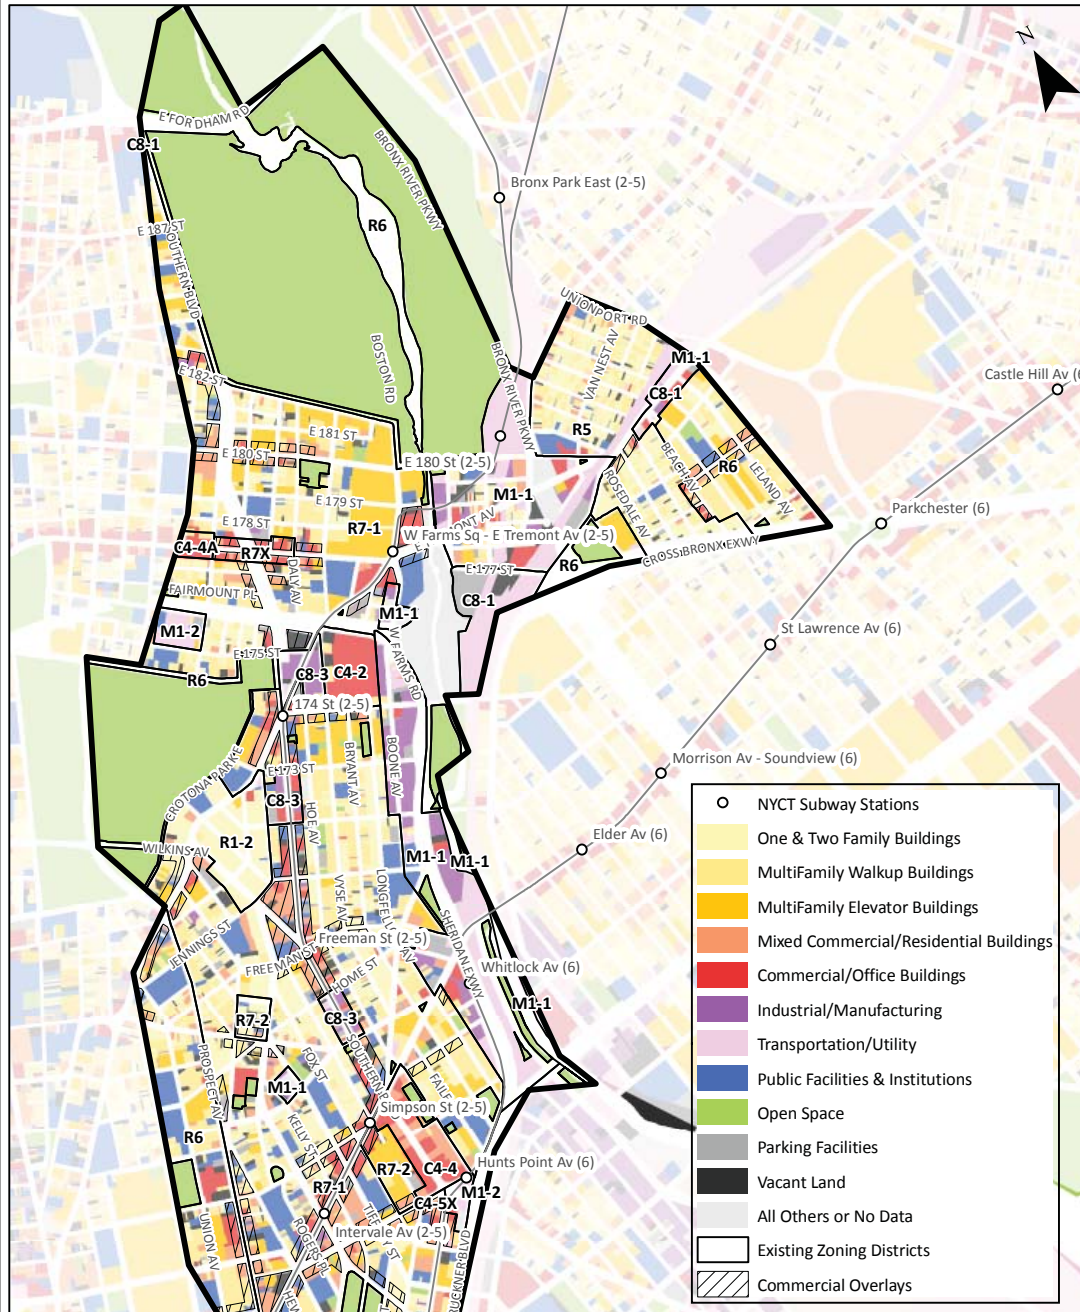 N
E FORDHAM RD
C8-1
BRONX RIVER PKWY
Bronx Park East (2-5)
R6
E 187 ST
SOUTHERN BLVD
UNIONPORT RD
BOSTON RD
BRONX RIVER PKWY
VAN NEST AV
M1-1
E 182 ST
C8-1
Castle Hill Av (6
E 181 ST
R5
E 180 ST
E 180 St (2-5)
BEACH AV
R6
LELAND AV
ROSEDALE AV
E 179 ST
M1-1
Parkchester (6)
E 178 ST
R7-1
MONT AV
W Farms Sq - E Tremont Av (2-5)
C4-4A
R7X
CROSS BRONX EXWY
DALY AV
E 177 ST
R6
FAIRMOUNT PL
C8-1
M1-1
M1-2
St Lawrence Av (6)
W FARMS RD
E 175 ST
C8-3
C4-2
R6
174 St (2-5)
CROTONA PARK E
BRYANT AV
BOONE AV
Morrison Av - Soundview (6)
E 173 ST
C8-3
HOE AV
Elder Av (6)
R1-2
WILKINS AV
M1-1
M1-1
VYSE AV
LONGFELLOW AV
SHERIDAN EXWY
JENNINGS ST
Freeman St (2-5)
FREEMAN ST
HOME ST
Whitlock Av (6)
M1-1
R7-2
C8-3
PROSPECT AV
FOX ST
SOUTHERN B
FAILE
M1-1
Simpson St (2-5)
KELLY ST
R6
R7-2
C4-4
Hunts Point Av (6)
R7-1
M1-2
C4-5X
UNION AV
ROGERS PL
Intervale Av (2-5)
RUCKNER BLVD
NYCT Subway Stations
One & Two Family Buildings
MultiFamily Walkup Buildings
MultiFamily Elevator Buildings
Mixed Commercial/Residential Buildings
Commercial/Office Buildings
Industrial/Manufacturing
Transportation/Utility
Public Facilities & Institutions
Open Space
Parking Facilities
Vacant Land
All Others or No Data
Existing Zoning Districts
Commercial Overlays